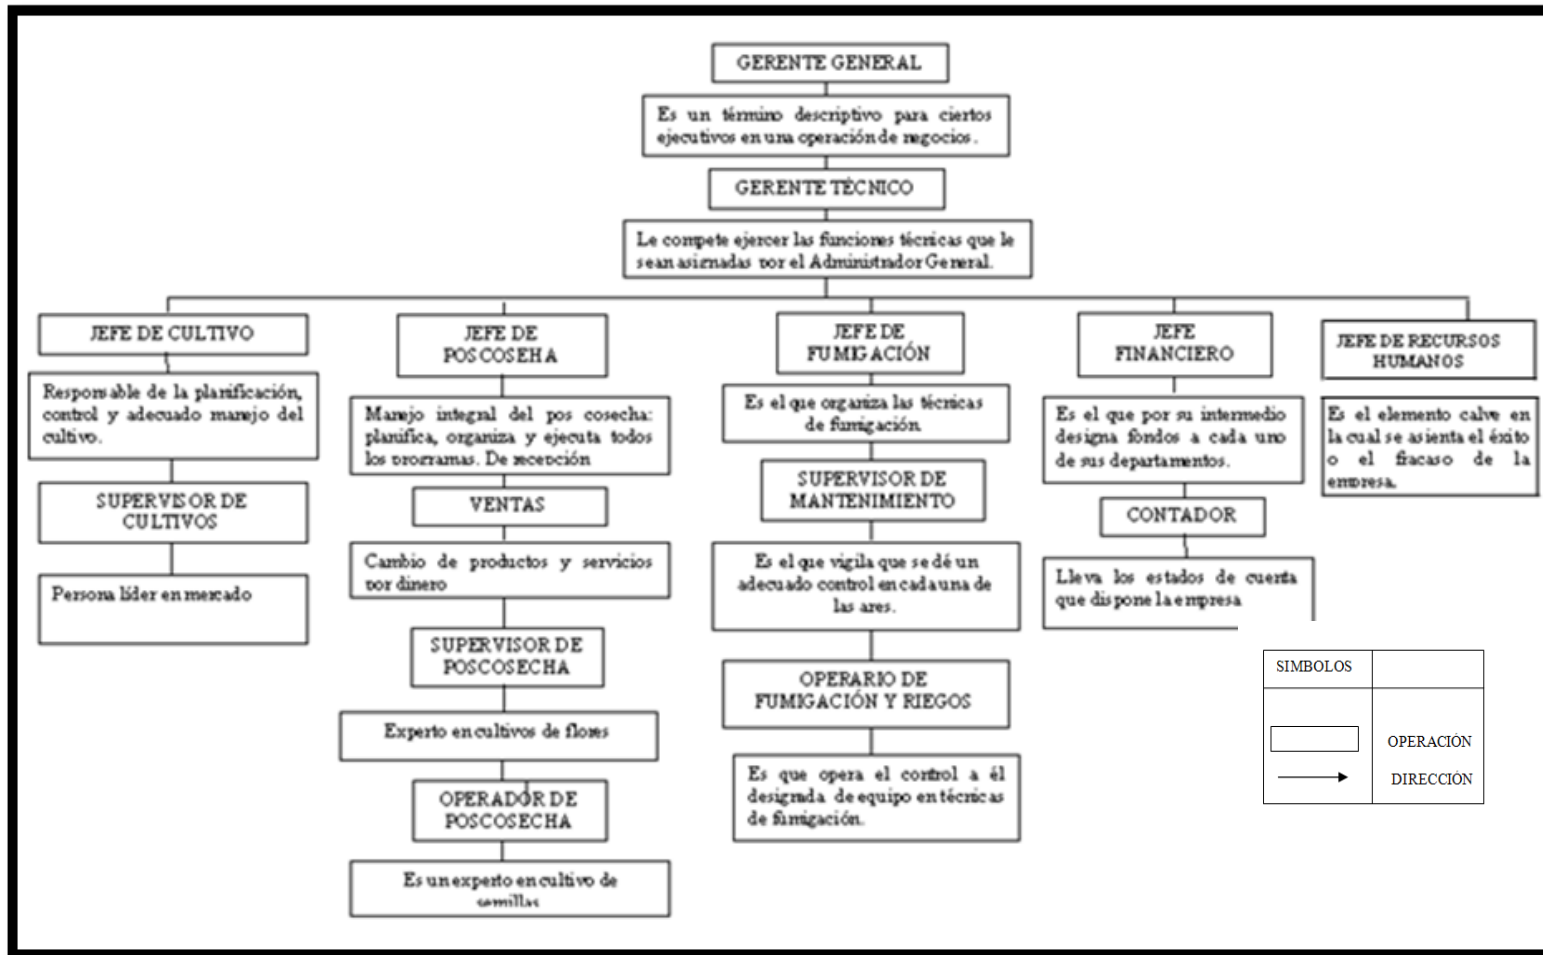 GERENTE GENERAL
Es un término descriptivo para ciertos
ejecutivos en una operación de negocios.
GERENTE TÉCNICO
Le compete ejercer las funciones técnicas que le
sean asignadas por el Administrador General.
JEFE DE CULTIVO
Responsable de la planificación,
control y adecuado manejo del
cultivo.
SUPERVISOR DE
CULTIVOS
Persona líder en mercado
JEFE DE
POSCOSEHA
Manejo integral del pos cosecha:
planifica, organiza y ejecuta todos
los programas. De recepción
VENTAS
Cambio de productos y servicios
por dinero
SUPERVISOR DE
POSCOSECHA
Experto en cultivos de flores
OPERADOR DE
POSCOSECHA
Es un experto en cultivo de
semillas
JEFE DE
FUMIGACIÓN
Es el que organiza las técnicas
de fumigación
SUPERVISOR DE
MANTENIMIENTO
Es el que vigila que se dé un
adecuado control en cada una de
las ares.
OPERARIO DE
FUMIGACIÓN Y RIEGOS
Es que opera el control a él
designada de equipo en técnicas
de fumigación.
JEFE
FINANCIERO
Es el que por su intermedio
designa fondos a cada uno
de sus departamentos.
CONTADOR
Lleva los estados de cuenta
que dispone la empresa
JEFE DE RECURSOS
HUMANOS
Es el elemento calve en
la cual se asienta el éxito
o el fracaso de la
empresa.
SIMBOLOS
OPERACIÓN
DIRECCIÓN